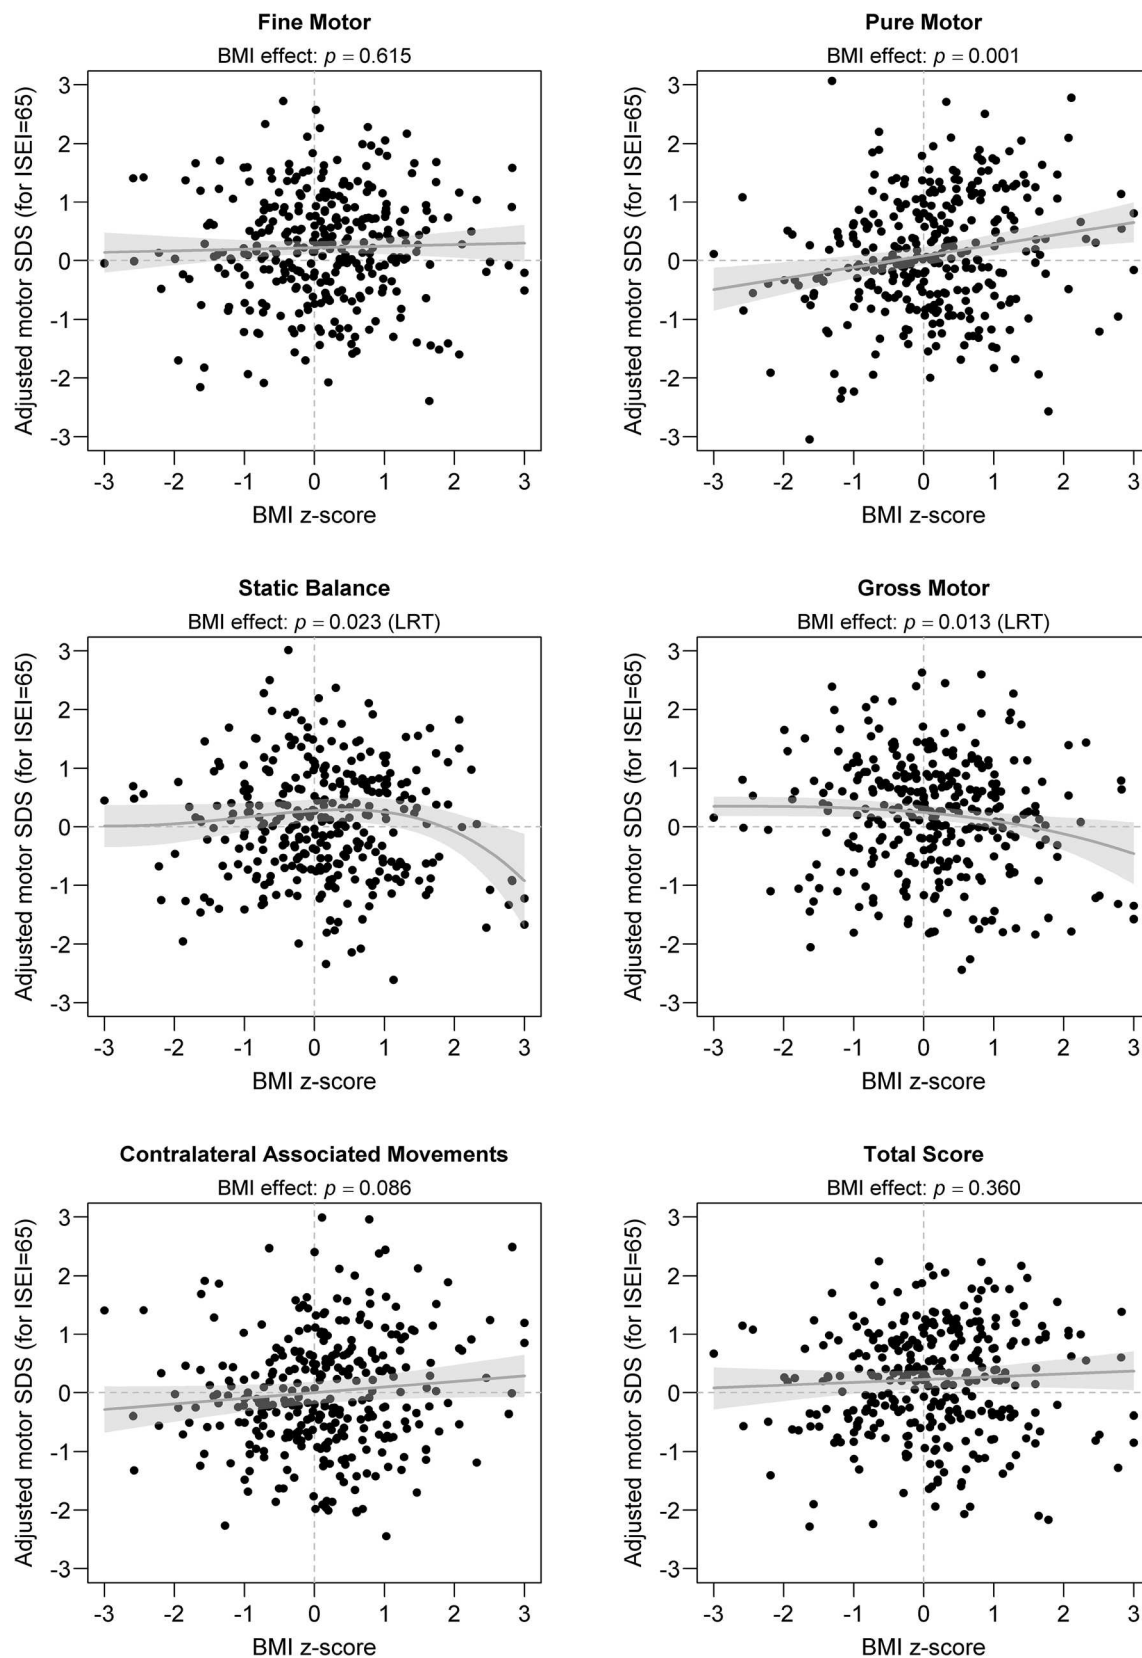 Fine Motor
BMI effect: p = 0.615
Adjusted motor SDS (for ISEI=65)
3
2
1
0
-1
-2
-3
-3 -2 -1 0 1 2 3
BMI z-score
Pure Motor
BMI effect: p = 0.001
Adjusted motor SDS (for ISEI=65)
3
2
1
0
-1
-2
-3
-3 -2 -1 0 1 2 3
BMI z-score
Static Balance
BMI effect: p = 0.023 (LRT)
Adjusted motor SDS (for ISEI=65)
3
2
1
0
-1
-2
-3
-3 -2 -1 0 1 2 3
BMI z-score
Gross Motor
BMI effect: p = 0.013 (LRT)
Adjusted motor SDS (for ISEI=65)
3
2
1
0
-1
-2
-3
-3 -2 -1 0 1 2 3
BMI z-score
Contralateral Associated Movements
BMI effect: p = 0.086
Adjusted motor SDS (for ISEI=65)
3
2
1
0
-1
-2
-3
-3 -2 -1 0 1 2 3
BMI z-score
Total Score
BMI effect: p = 0.360
Adjusted motor SDS (for ISEI=65)
3
2
1
0
-1
-2
-3
-3 -2 -1 0 1 2 3
BMI z-score